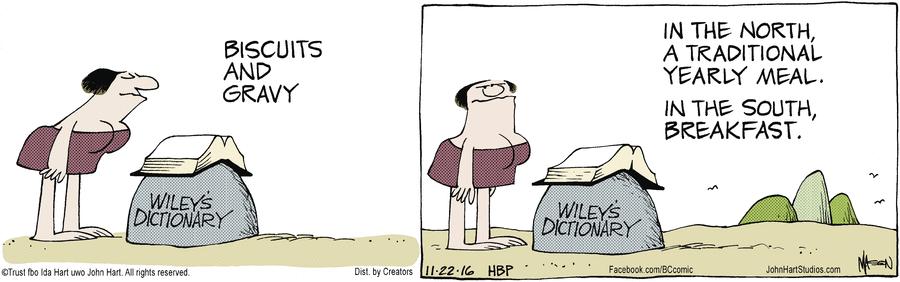 BISCUITS
AND
GRAVY
WILEY'S
DICTIONARY
©Trust fbo Ida Hart uwo John Hart. All rights reserved.
Dist. by Creators
IN THE NORTH,
A TRADITIONAL
YEARLY MEAL.
IN THE SOUTH,
BREAKFAST.
WILEY'S
DICTIONARY
11·22·16 HBP
Facebook.com/BCcomic
JohnHartStudios.com
MASON